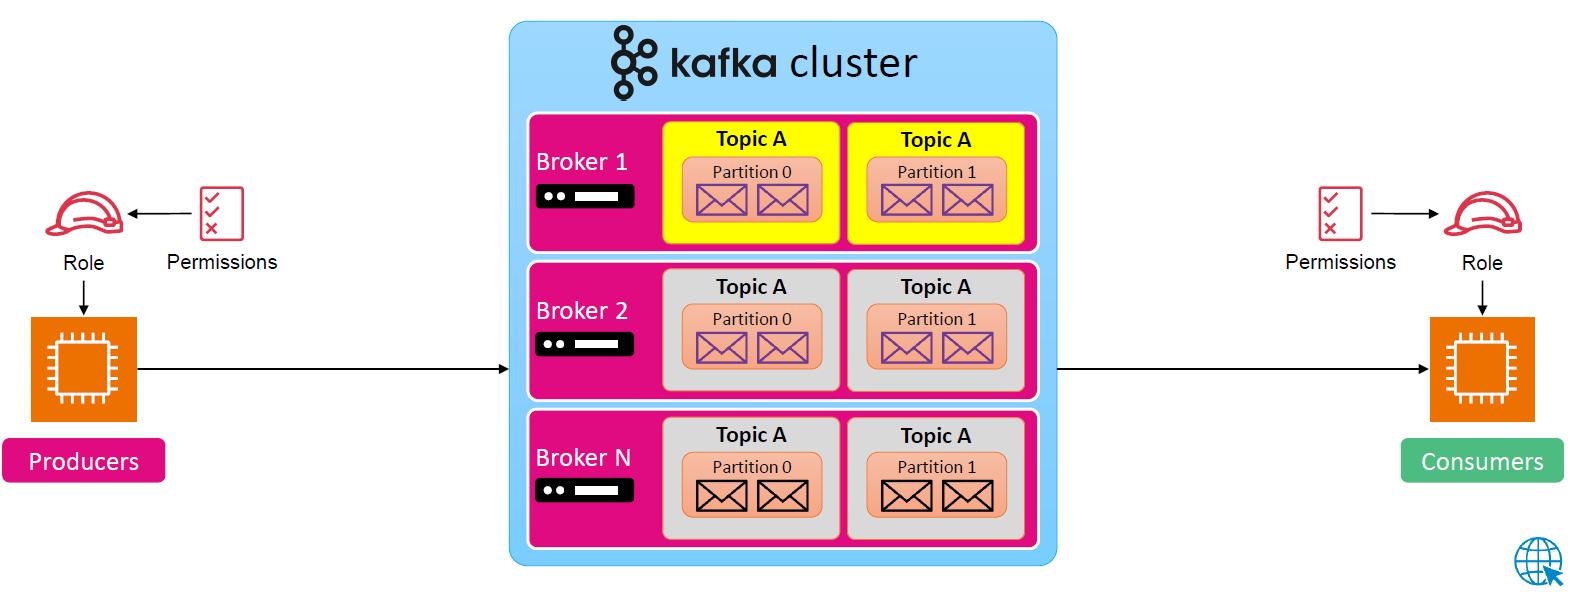 kafka cluster
Broker 1
Topic A
Partition 0
Topic A
Partition 1
Broker 2
Topic A
Partition 0
Topic A
Partition 1
Broker N
Topic A
Partition 0
Topic A
Partition 1
Role
Permissions
Producers
Permissions
Role
Consumers